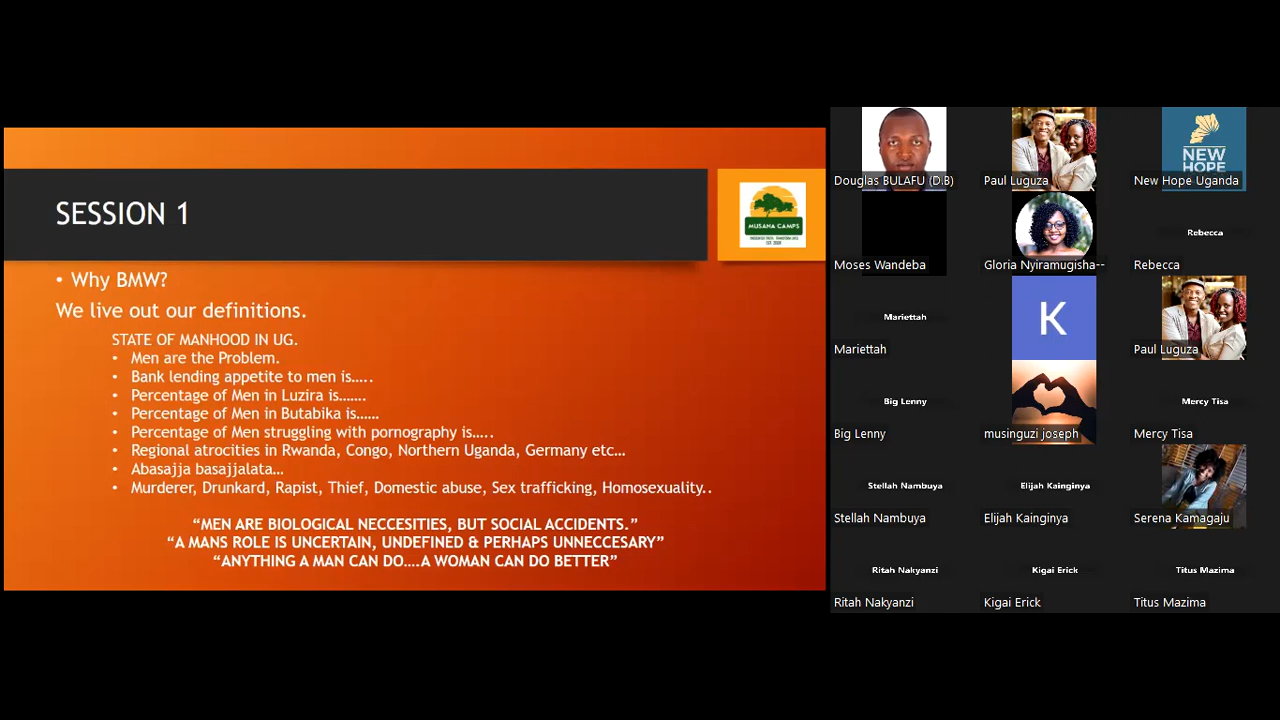 SESSION 1
MUSANA CAMPS
• Why BMW?
We live out our definitions.
STATE OF MANHOOD IN UG.
• Men are the Problem.
• Bank lending appetite to men is…..
• Percentage of Men in Luzira is…….
• Percentage of Men in Butabika is……
• Percentage of Men struggling with pornography is…..
• Regional atrocities in Rwanda, Congo, Northern Uganda, Germany etc…
• Abasajja basajjalata…
• Murderer, Drunkard, Rapist, Thief, Domestic abuse, Sex trafficking, Homosexuality..
“MEN ARE BIOLOGICAL NECCESITIES, BUT SOCIAL ACCIDENTS.”
“A MANS ROLE IS UNCERTAIN, UNDEFINED & PERHAPS UNNECCESARY”
“ANYTHING A MAN CAN DO….A WOMAN CAN DO BETTER”
Douglas BULAFU (D.B)
Paul Luguza
NEW HOPE
New Hope Uganda
Moses Wandeba
Gloria Nyiramugisha--
Rebecca
Rebecca
Mariettah
Mariettah
K
Paul Luguza
Big Lenny
Big Lenny
musinguzi joseph
Mercy Tisa
Mercy Tisa
Stellah Nambuya
Stellah Nambuya
Elijah Kainginya
Elijah Kainginya
Serena Kamagaju
Ritah Nakyanzi
Ritah Nakyanzi
Kigai Erick
Kigai Erick
Titus Mazima
Titus Mazima